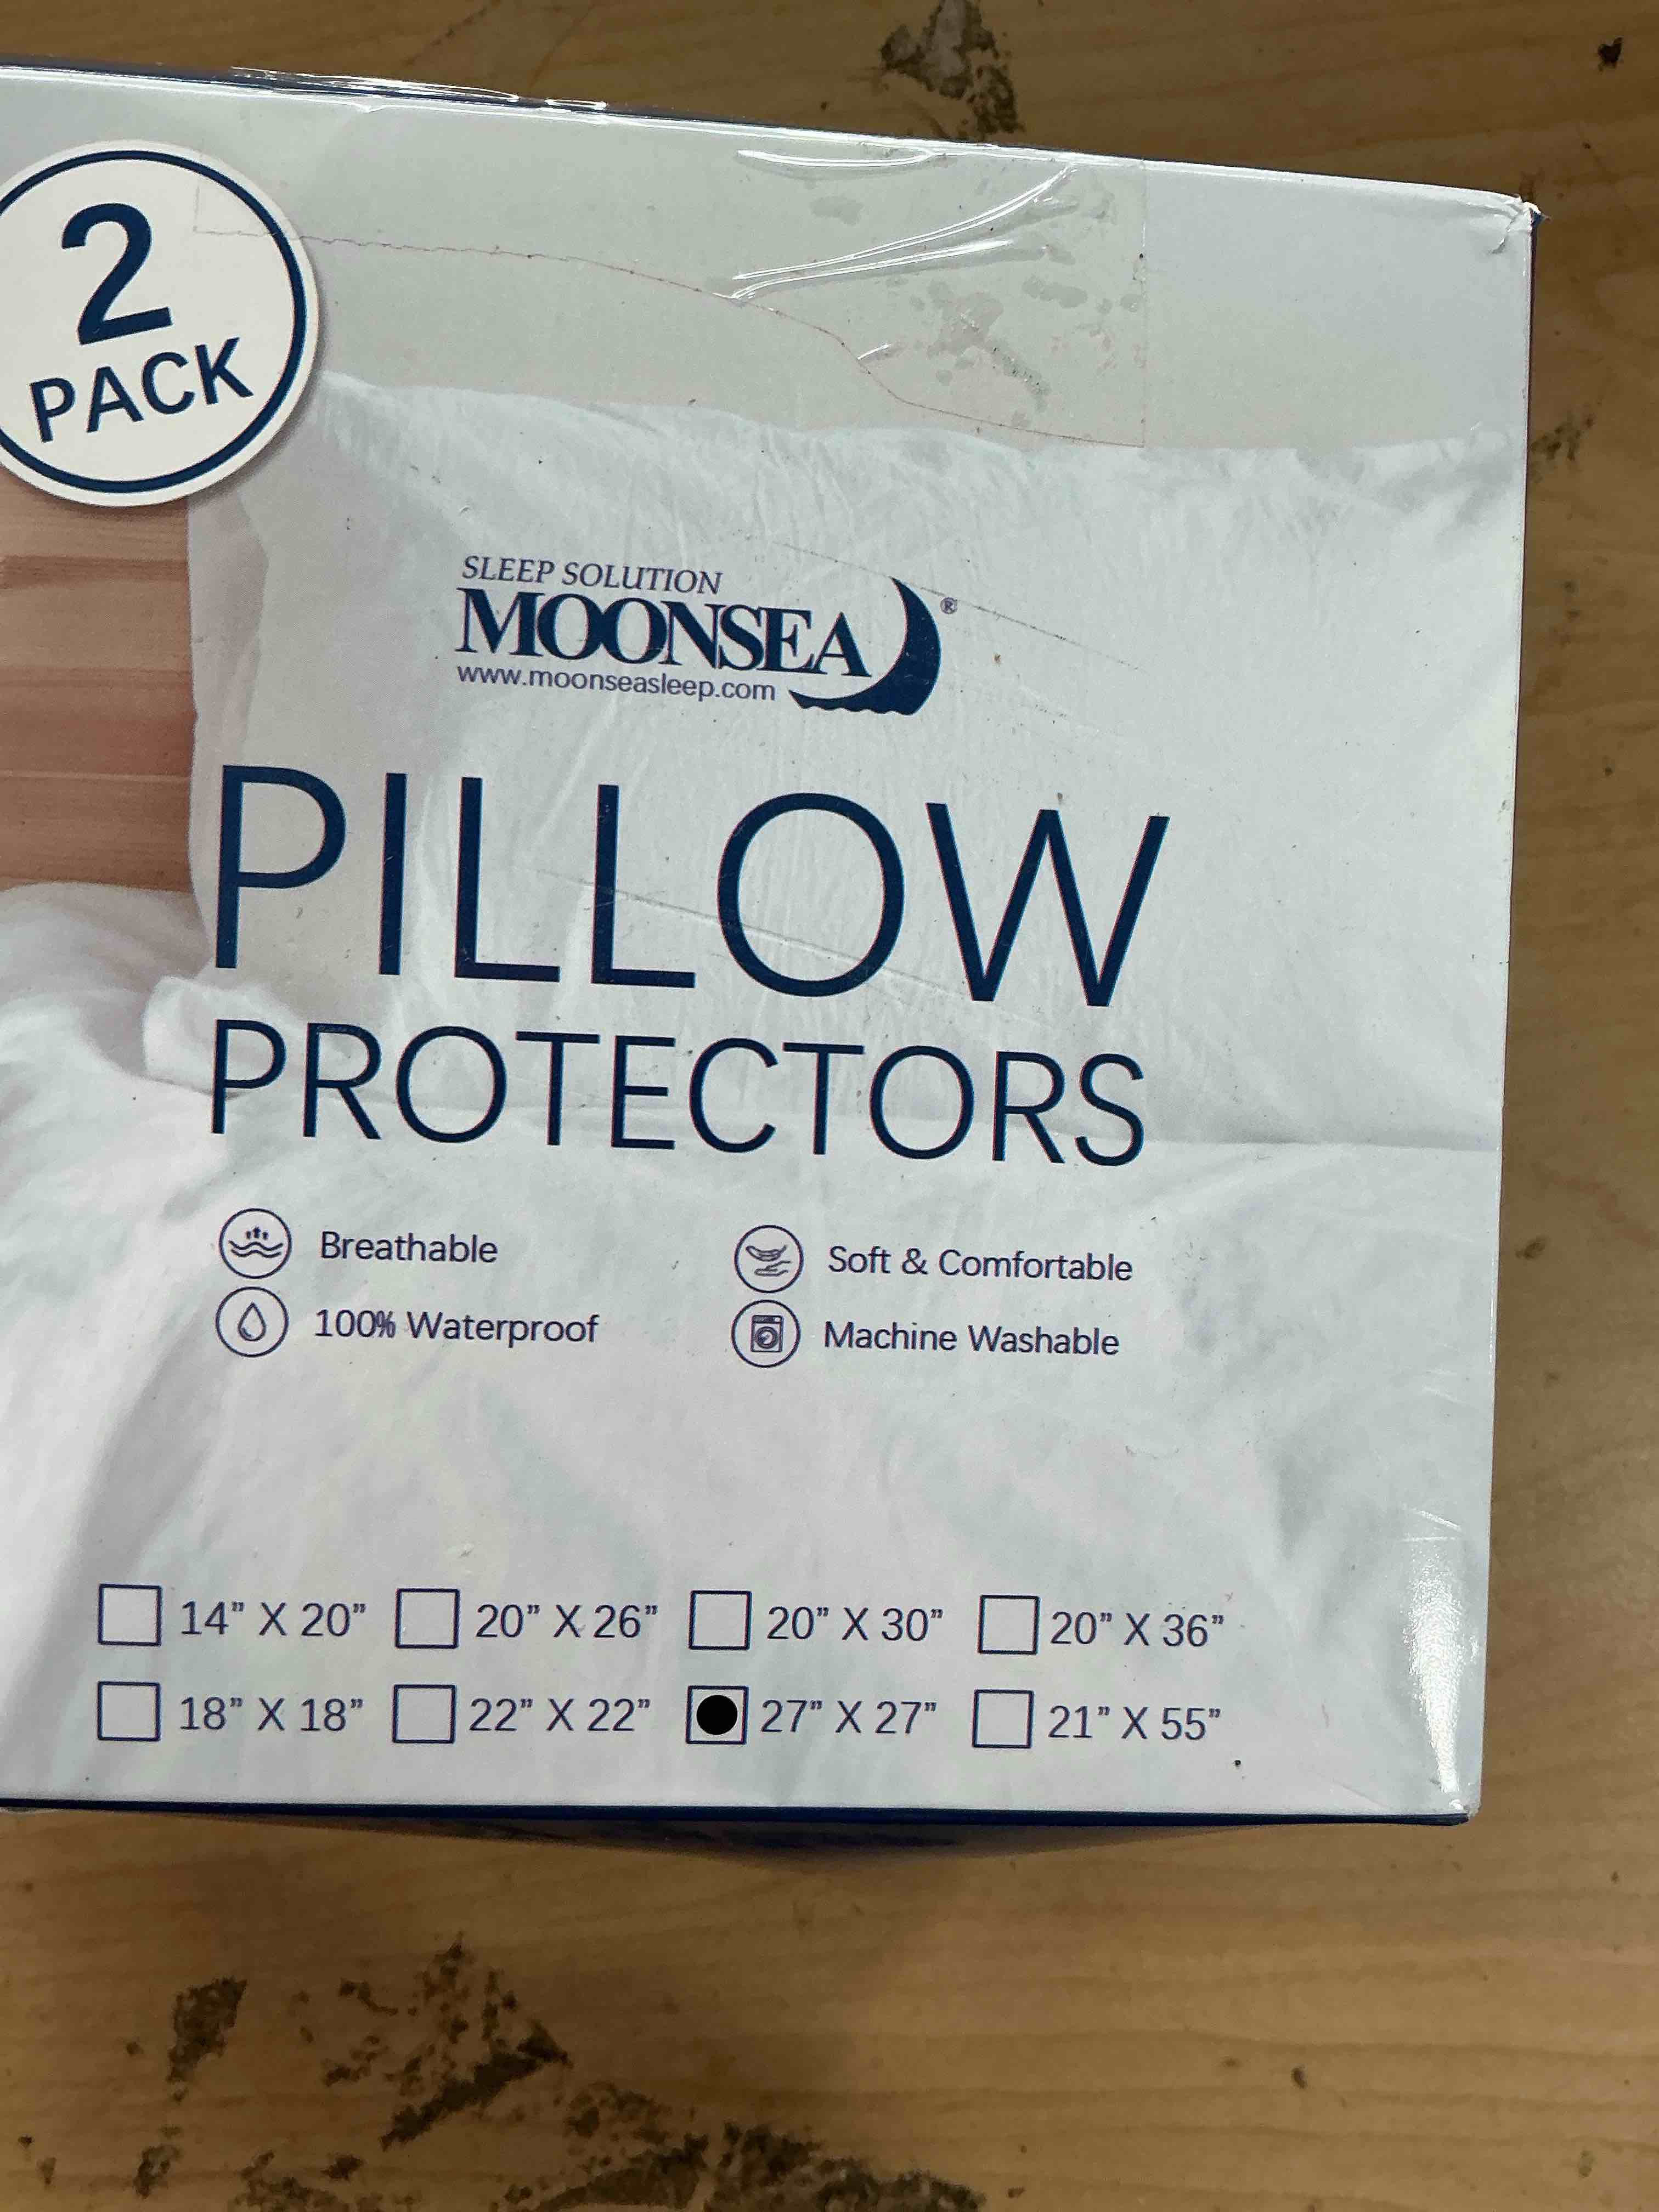 2
PACK
SLEEP SOLUTION
MOONSEA®
www.moonseasleep.com
PILLOW
PROTECTORS
Breathable
Soft & Comfortable
100% Waterproof
Machine Washable
14” X 20” 20” X 26” 20” X 30” 20” X 36”
18” X 18” 22” X 22” 27” X 27” 21” X 55”